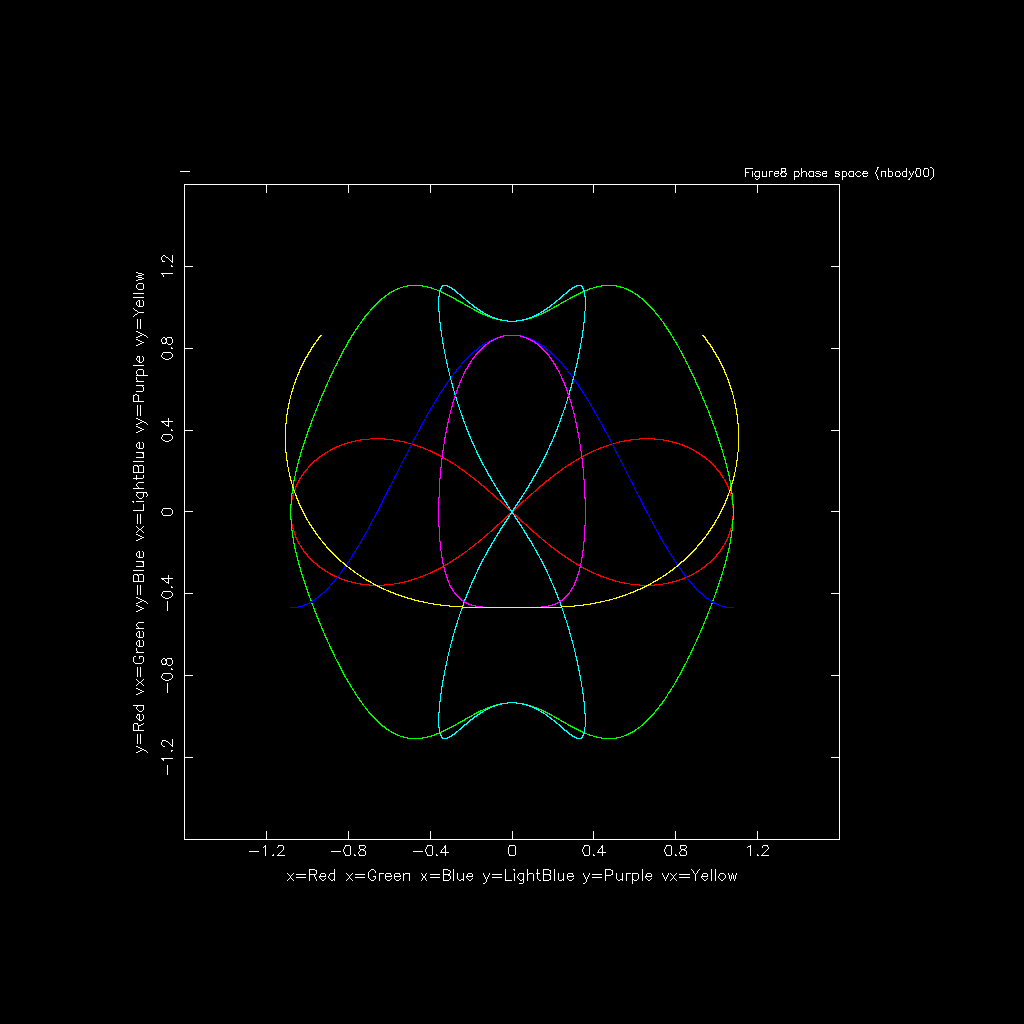 Figure8 phase space (nbody00)
y=Red vx=Green vy=Blue vx=LightBlue vy=Purple vy=Yellow
1.2
0.8
0.4
0
−0.4
−0.8
−1.2
−1.2 −0.8 −0.4 0 0.4 0.8 1.2
x=Red x=Green x=Blue y=LightBlue y=Purple vx=Yellow